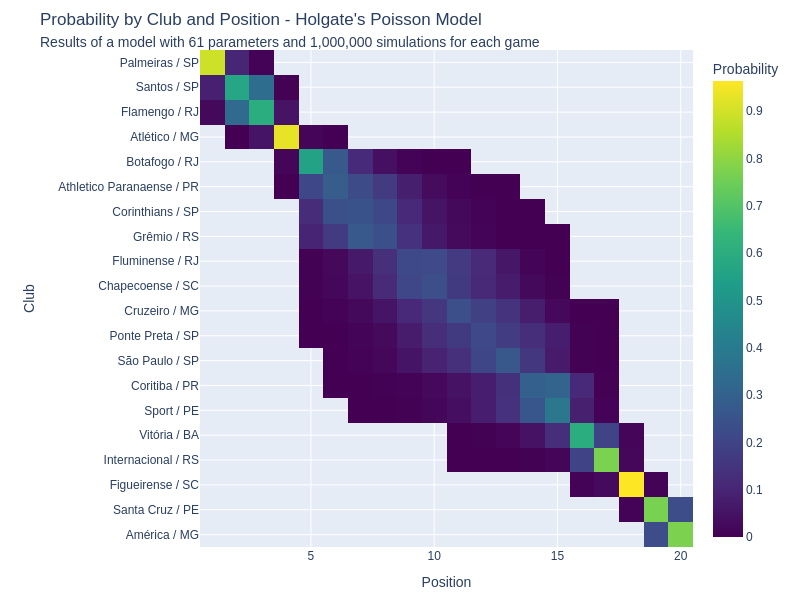 Probability by Club and Position - Holgate's Poisson Model
Results of a model with 61 parameters and 1,000,000 simulations for each game
Probability
Palmeiras / SP
Santos / SP
Flamengo / RJ
Atlético / MG
Botafogo / RJ
Athletico Paranaense / PR
Corinthians / SP
Grêmio / RS
Fluminense / RJ
Chapecoense / SC
Cruzeiro / MG
Ponte Preta / SP
São Paulo / SP
Coritiba / PR
Sport / PE
Vitória / BA
Internacional / RS
Figueirense / SC
Santa Cruz / PE
América / MG
Club
5
10
15
20
Position
0.9
0.8
0.7
0.6
0.5
0.4
0.3
0.2
0.1
0